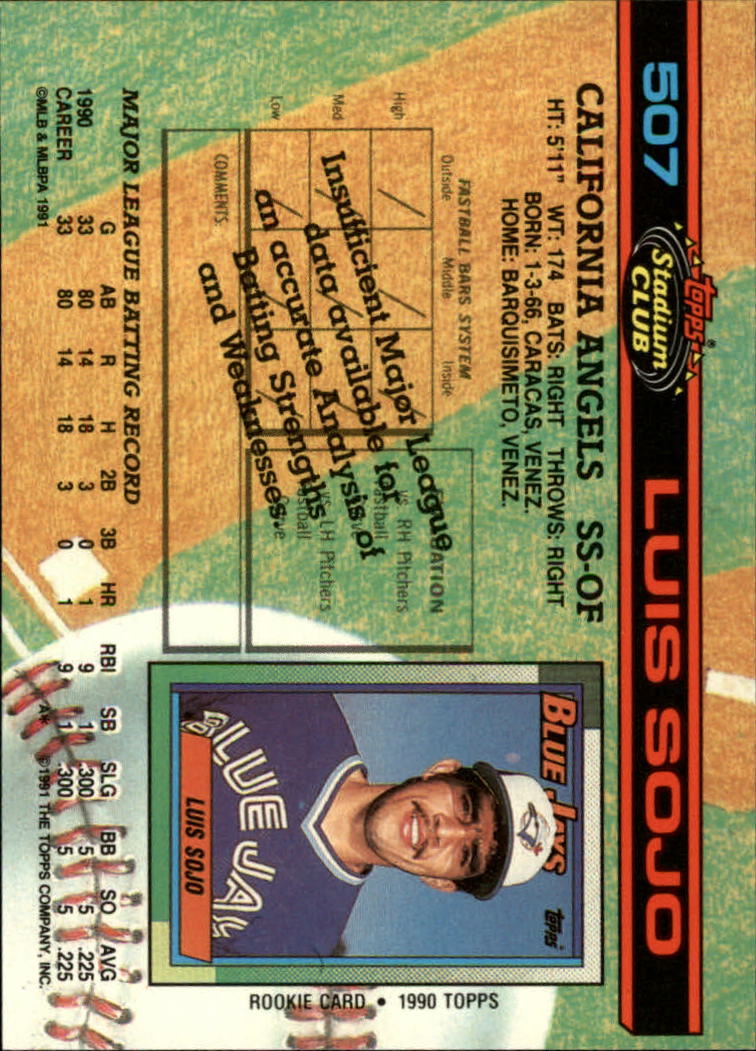 507
Topps®
Stadium
CLUB
LUIS SOJO
CALIFORNIA ANGELS SS-OF
HT: 5'11" WT: 174 BATS: RIGHT THROWS: RIGHT
BORN: 1-3-66, CARACAS, VENEZ.
HOME: BARQUISIMETO, VENEZ.
FASTBALL BARS SYSTEM
Outside Middle Inside
High
Med
Low
COMMENTS:
vs. RH Pitchers
vs. LH Pitchers
Insufficient Major League
data available for
an accurate Analysis of
Batting Strengths
and Weaknesses.
BLUE JAYS
Topps
BLUE JAY
LUIS SOJO
ROOKIE CARD • 1990 TOPPS
MAJOR LEAGUE BATTING RECORD
G AB R H 2B 3B HR RBI SB SLG BB SO AVG
1990 33 80 14 18 3 0 1 9 1 .300 5 5 .225
CAREER 33 80 14 18 3 0 1 9 1 .300 5 5 .225
©MLB & MLBPA 1991 A* ©1991 THE TOPPS COMPANY, INC.